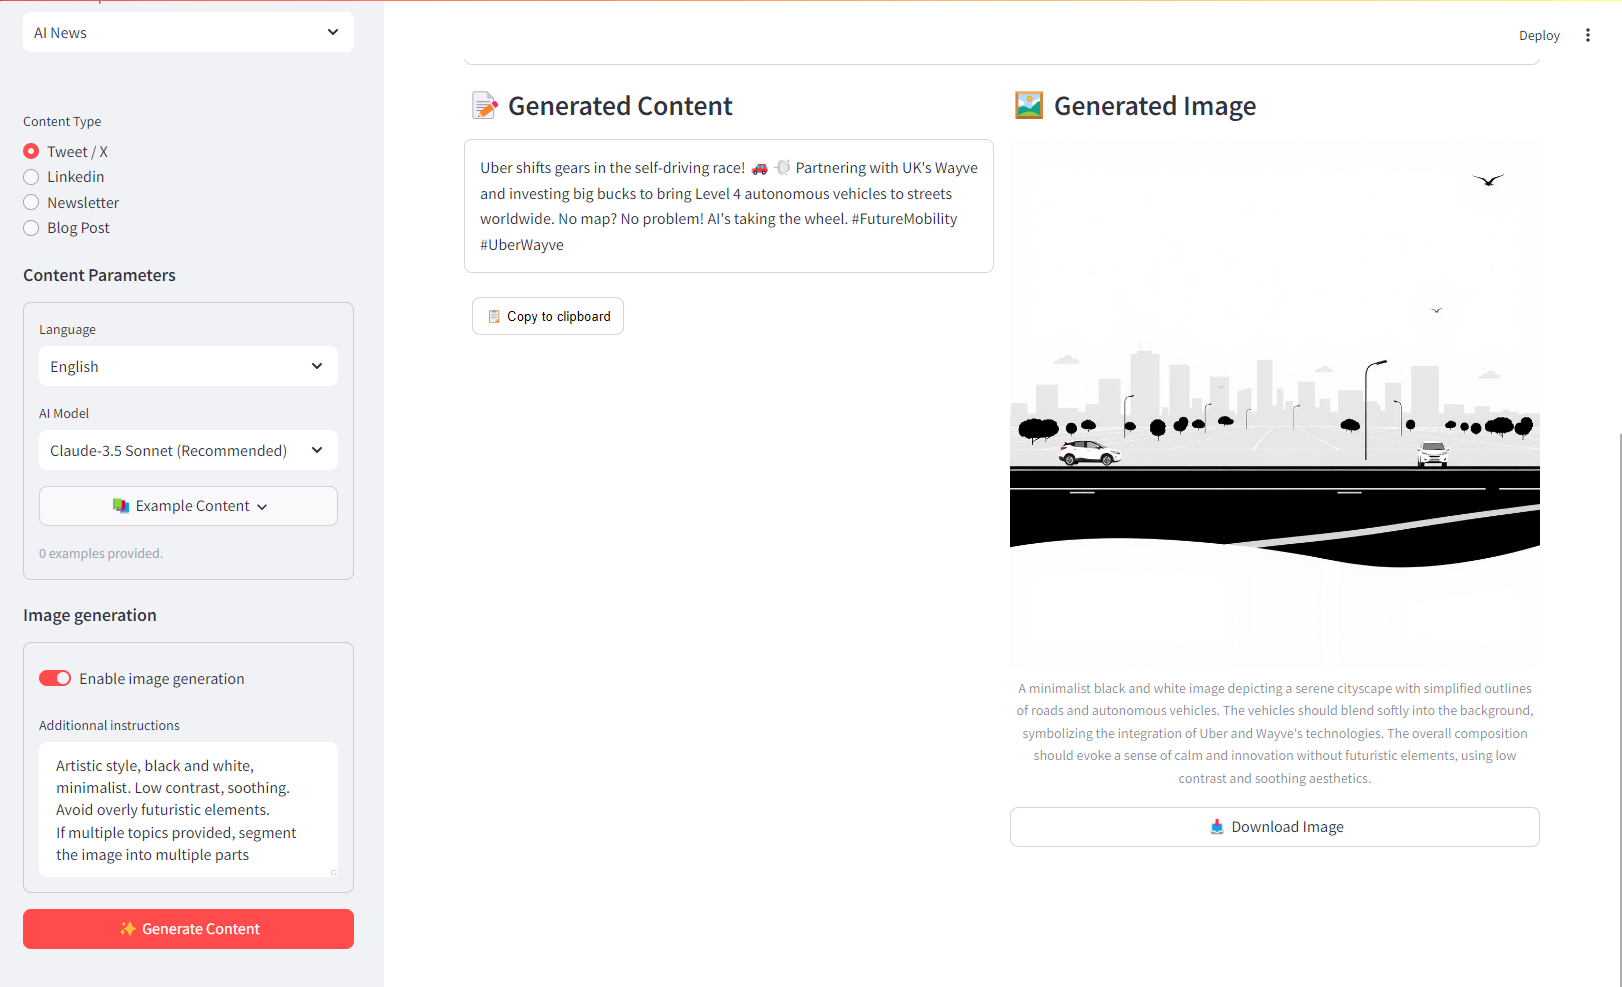 AI News
Content Type
Tweet / X
Linkedin
Newsletter
Blog Post
Content Parameters
Language
English
AI Model
Claude-3.5 Sonnet (Recommended)
Example Content
0 examples provided.
Image generation
Enable image generation
Additionnal instructions
Artistic style, black and white,
minimalist. Low contrast, soothing.
Avoid overly futuristic elements.
If multiple topics provided, segment
the image into multiple parts
Generate Content
Deploy
Generated Content
Uber shifts gears in the self-driving race! 🚗 💨 Partnering with UK's Wayve
and investing big bucks to bring Level 4 autonomous vehicles to streets
worldwide. No map? No problem! AI's taking the wheel. #FutureMobility
#UberWayve
Copy to clipboard
Generated Image
A minimalist black and white image depicting a serene cityscape with simplified outlines
of roads and autonomous vehicles. The vehicles should blend softly into the background,
symbolizing the integration of Uber and Wayve's technologies. The overall composition
should evoke a sense of calm and innovation without futuristic elements, using low
contrast and soothing aesthetics.
Download Image